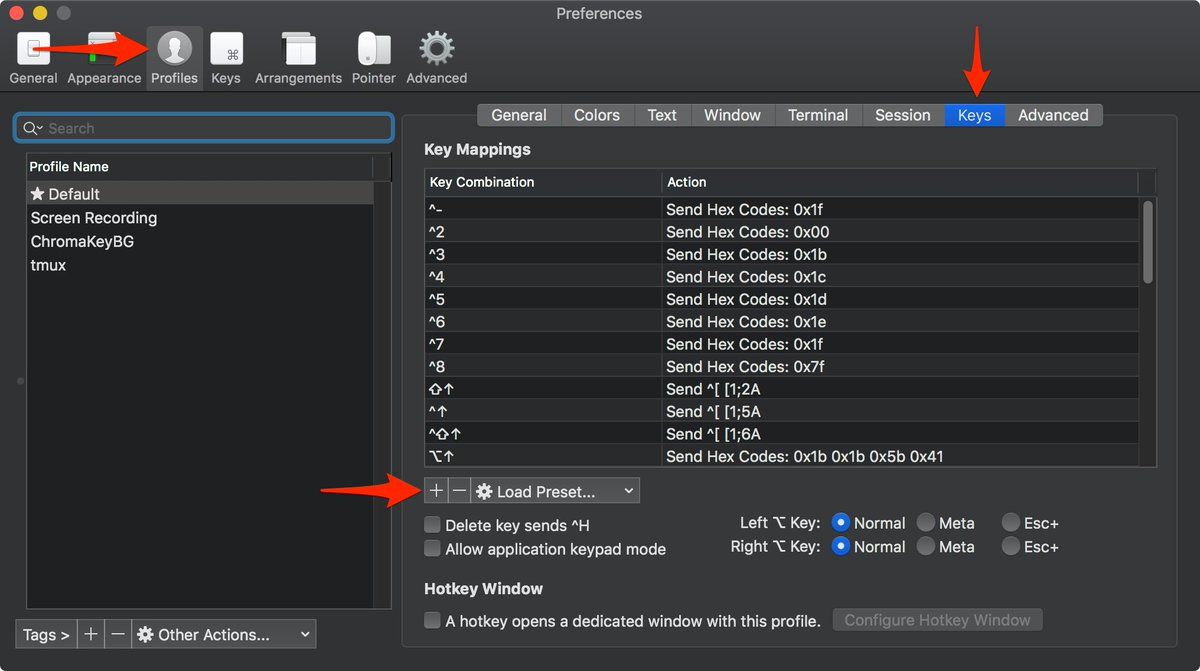 Preferences
General Appearance Profiles Keys Arrangements Pointer Advanced
Search
Profile Name
★ Default
Screen Recording
ChromaKeyBG
tmux
Tags > + − Other Actions...
General Colors Text Window Terminal Session Keys Advanced
Key Mappings
Key Combination Action
^- Send Hex Codes: 0x1f
^2 Send Hex Codes: 0x00
^3 Send Hex Codes: 0x1b
^4 Send Hex Codes: 0x1c
^5 Send Hex Codes: 0x1d
^6 Send Hex Codes: 0x1e
^7 Send Hex Codes: 0x1f
^8 Send Hex Codes: 0x7f
⇧↑ Send ^[ [1;2A
^↑ Send ^[ [1;5A
^⇧↑ Send ^[ [1;6A
⌥↑ Send Hex Codes: 0x1b 0x1b 0x5b 0x41
+ − Load Preset...
Delete key sends ^H
Allow application keypad mode
Left ⌥ Key: Normal Meta Esc+
Right ⌥ Key: Normal Meta Esc+
Hotkey Window
A hotkey opens a dedicated window with this profile. Configure Hotkey Window